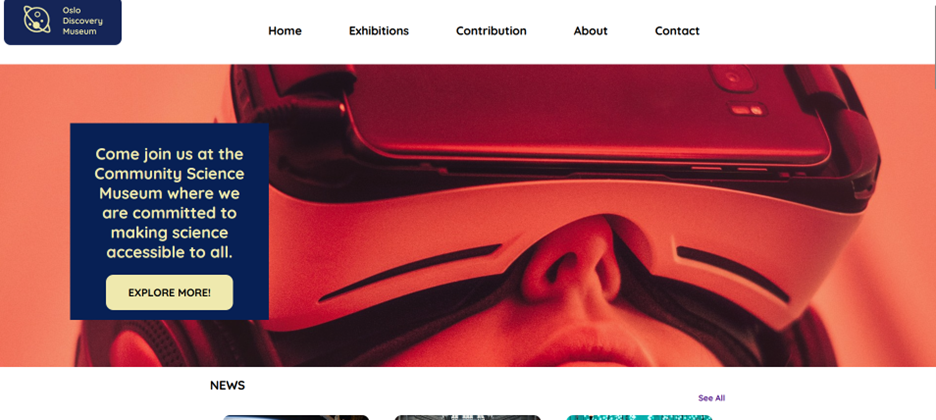 Oslo
Discovery
Museum
Home Exhibitions Contribution About Contact
Come join us at the
Community Science
Museum where we
are committed to
making science
accessible to all.
EXPLORE MORE!
NEWS
See All